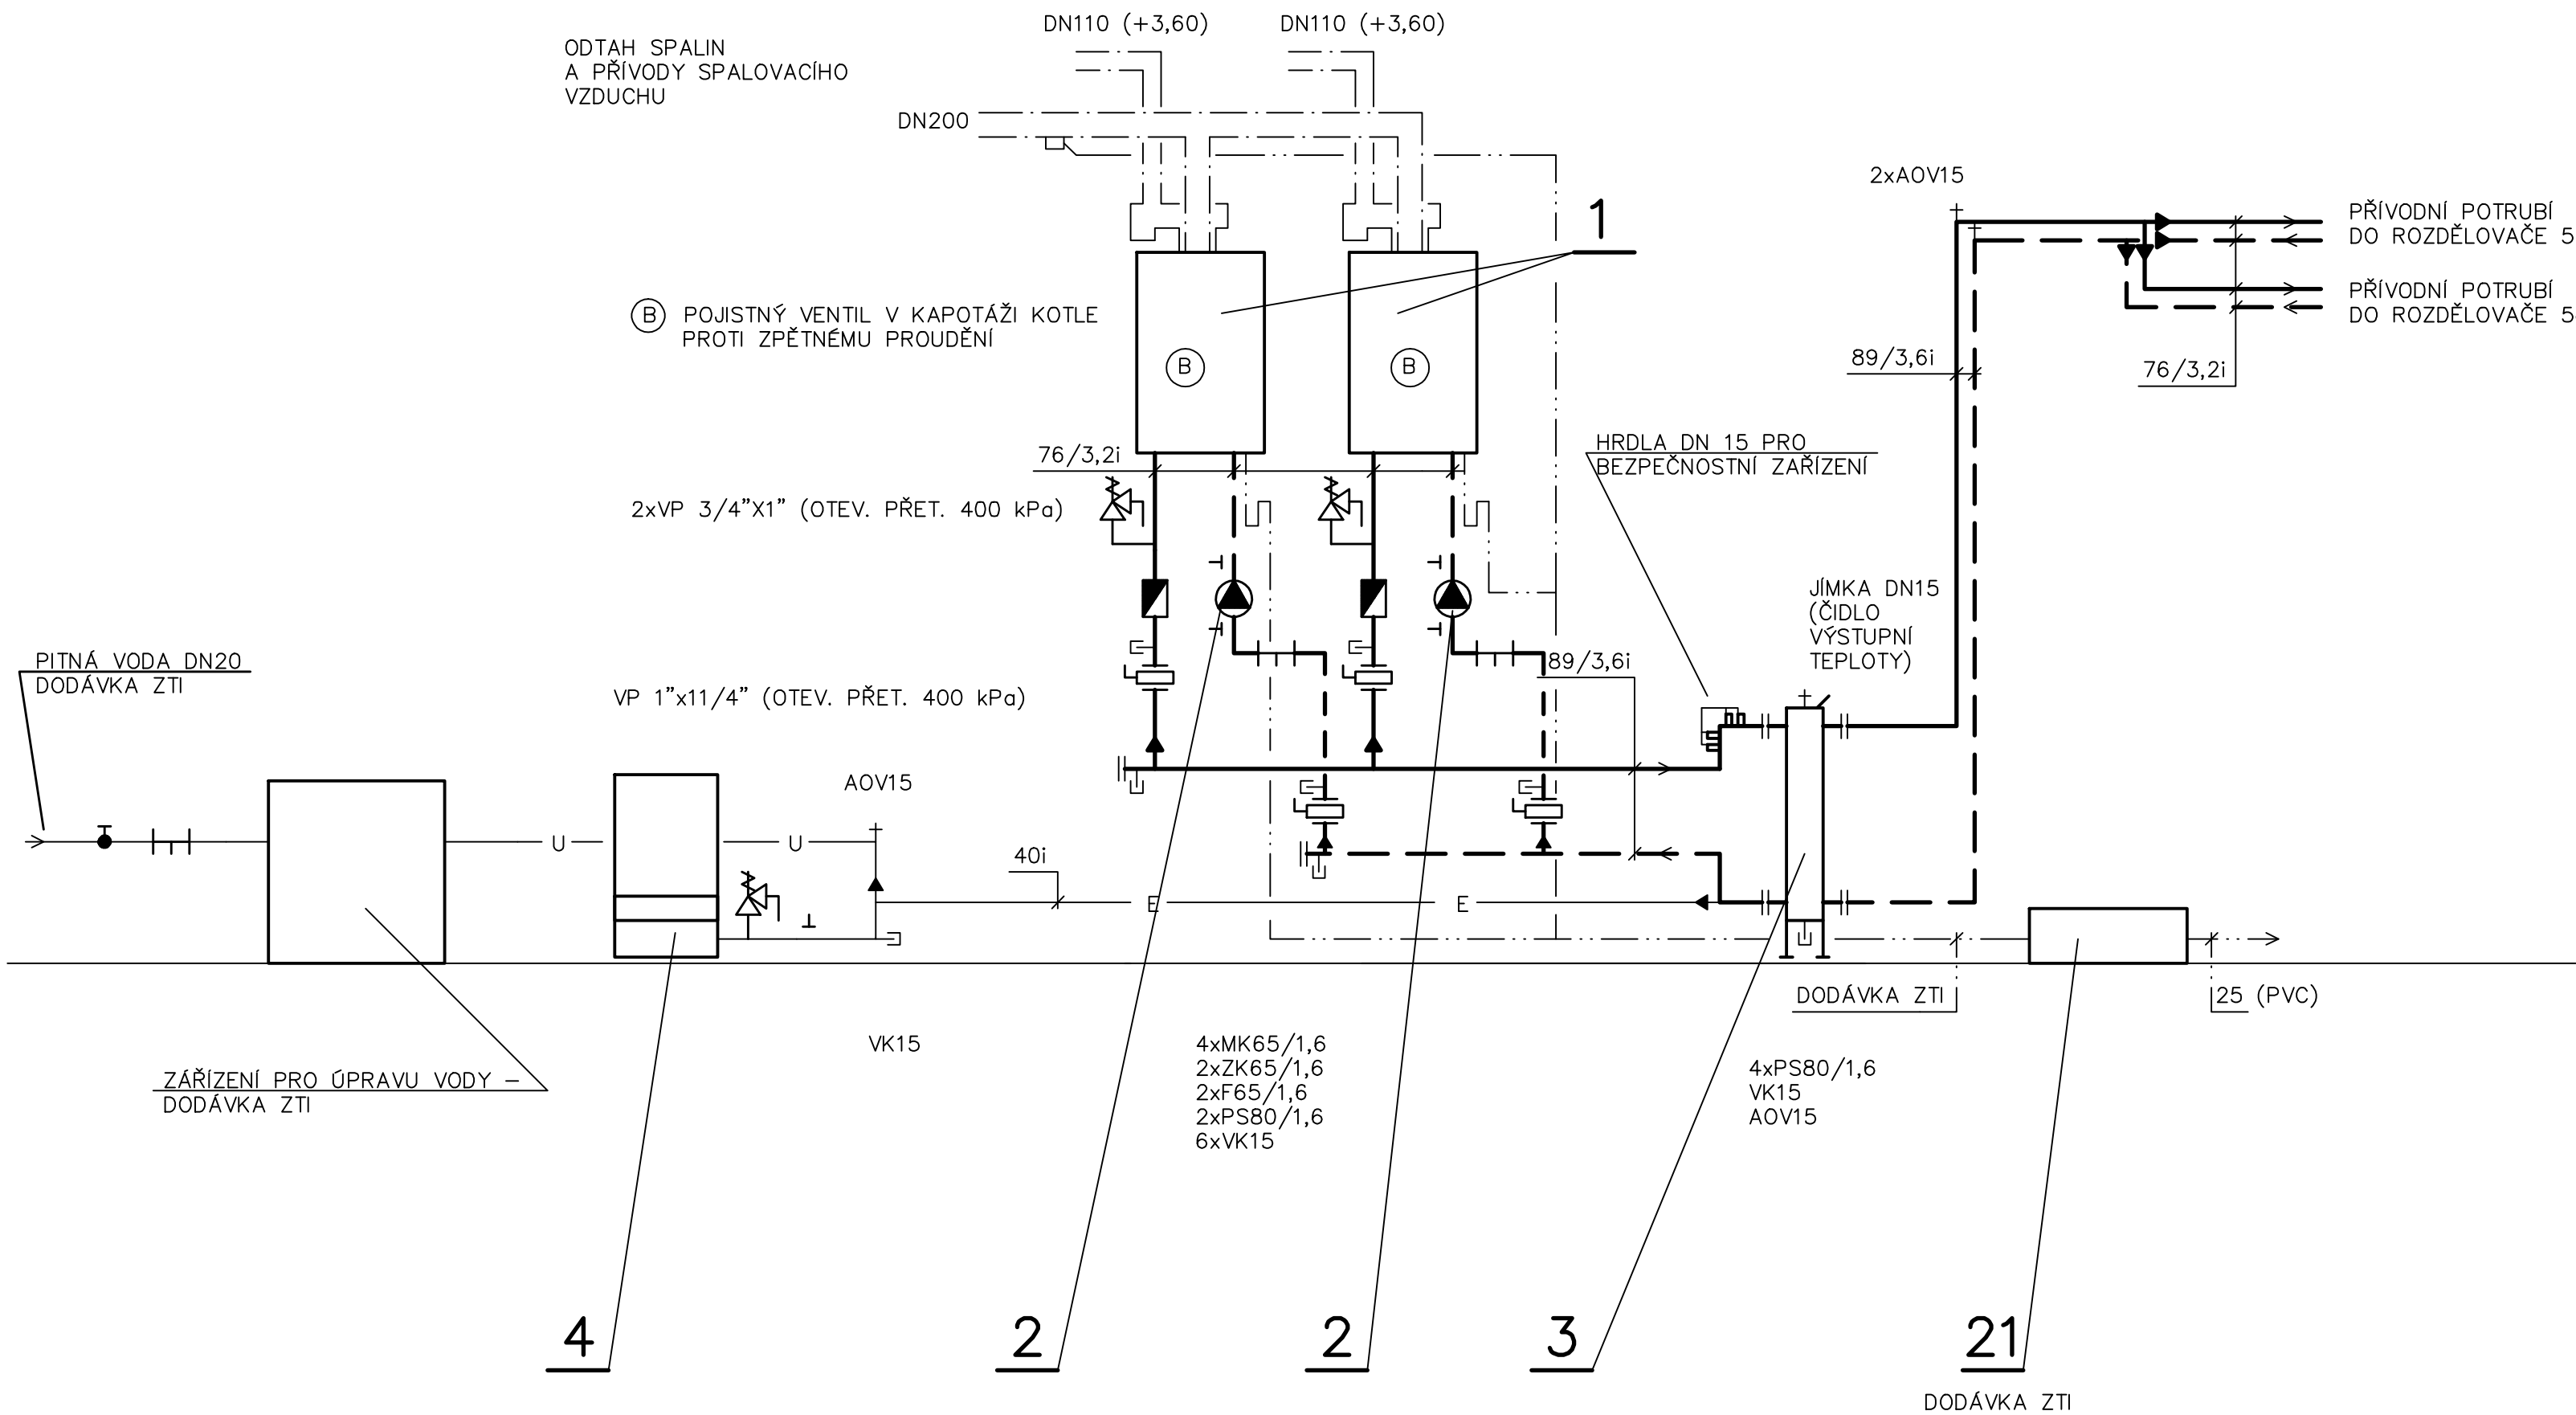 DN110 (+3,60)
DN110 (+3,60)
ODTAH SPALIN
A PŘÍVODY SPALOVACÍHO
VZDUCHU
DN200
2xAOV15
1
PŘÍVODNÍ POTRUBÍ
DO ROZDĚLOVAČE 5
B POJISTNÝ VENTIL V KAPOTÁŽI KOTLE
PROTI ZPĚTNÉMU PROUDĚNÍ
PŘÍVODNÍ POTRUBÍ
DO ROZDĚLOVAČE 5
B
B
89/3,6i
76/3,2i
76/3,2i
HRDLA DN 15 PRO
BEZPEČNOSTNÍ ZAŘÍZENÍ
2xVP 3/4”X1” (OTEV. PŘET. 400 kPa)
JÍMKA DN15
(ČIDLO
VÝSTUPNÍ
TEPLOTY)
PITNÁ VODA DN20
DODÁVKA ZTI
89/3,6i
VP 1”x11/4” (OTEV. PŘET. 400 kPa)
AOV15
U
U
40i
E
E
DODÁVKA ZTI
25 (PVC)
VK15
4xMK65/1,6
2xZK65/1,6
2xF65/1,6
2xPS80/1,6
6xVK15
4xPS80/1,6
VK15
AOV15
ZÁŘÍZENÍ PRO ÚPRAVU VODY –
DODÁVKA ZTI
4
2
2
3
21
DODÁVKA ZTI